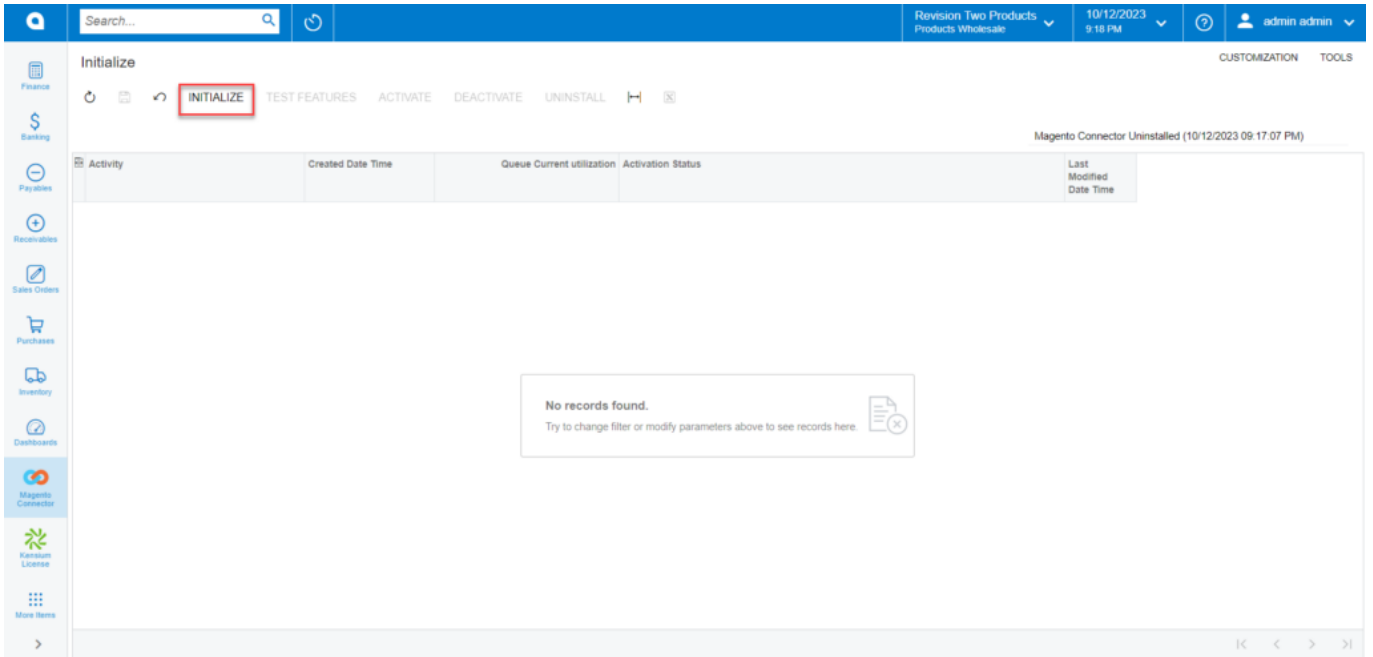 Search...
Revision Two Products
Products Wholesale
10/12/2023
9:18 PM
admin admin
Initialize
CUSTOMIZATION TOOLS
INITIALIZE TEST FEATURES ACTIVATE DEACTIVATE UNINSTALL
Magento Connector Uninstalled (10/12/2023 09:17:07 PM)
Activity Created Date Time Queue Current utilization Activation Status Last
Modified
Date Time
No records found.
Try to change filter or modify parameters above to see records here.
Finance
Banking
Payables
Receivables
Sales Orders
Purchases
Inventory
Dashboards
Magento
Connector
Kensium
License
More Items